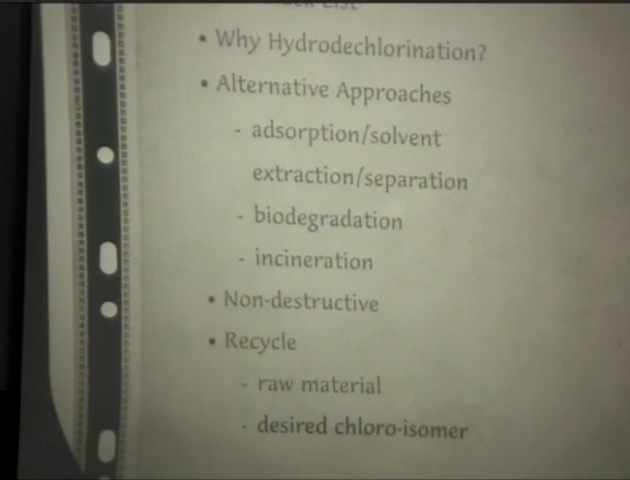 • Why Hydrodechlorination?
• Alternative Approaches
- adsorption/solvent
extraction/separation
- biodegradation
- incineration
• Non-destructive
• Recycle
- raw material
- desired chloro-isomer